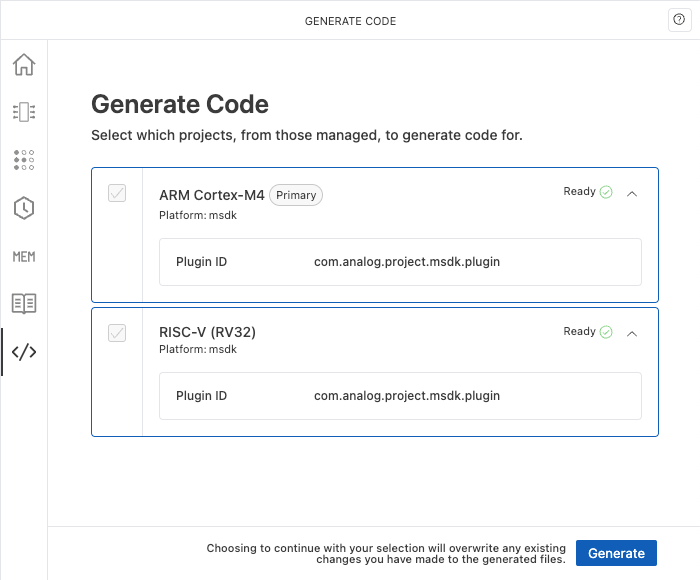 GENERATE CODE
Generate Code
Select which projects, from those managed, to generate code for.
ARM Cortex-M4 Primary Ready
Platform: msdk
Plugin ID com.analog.project.msdk.plugin
RISC-V (RV32) Ready
Platform: msdk
Plugin ID com.analog.project.msdk.plugin
MEM
Choosing to continue with your selection will overwrite any existing
changes you have made to the generated files.
Generate